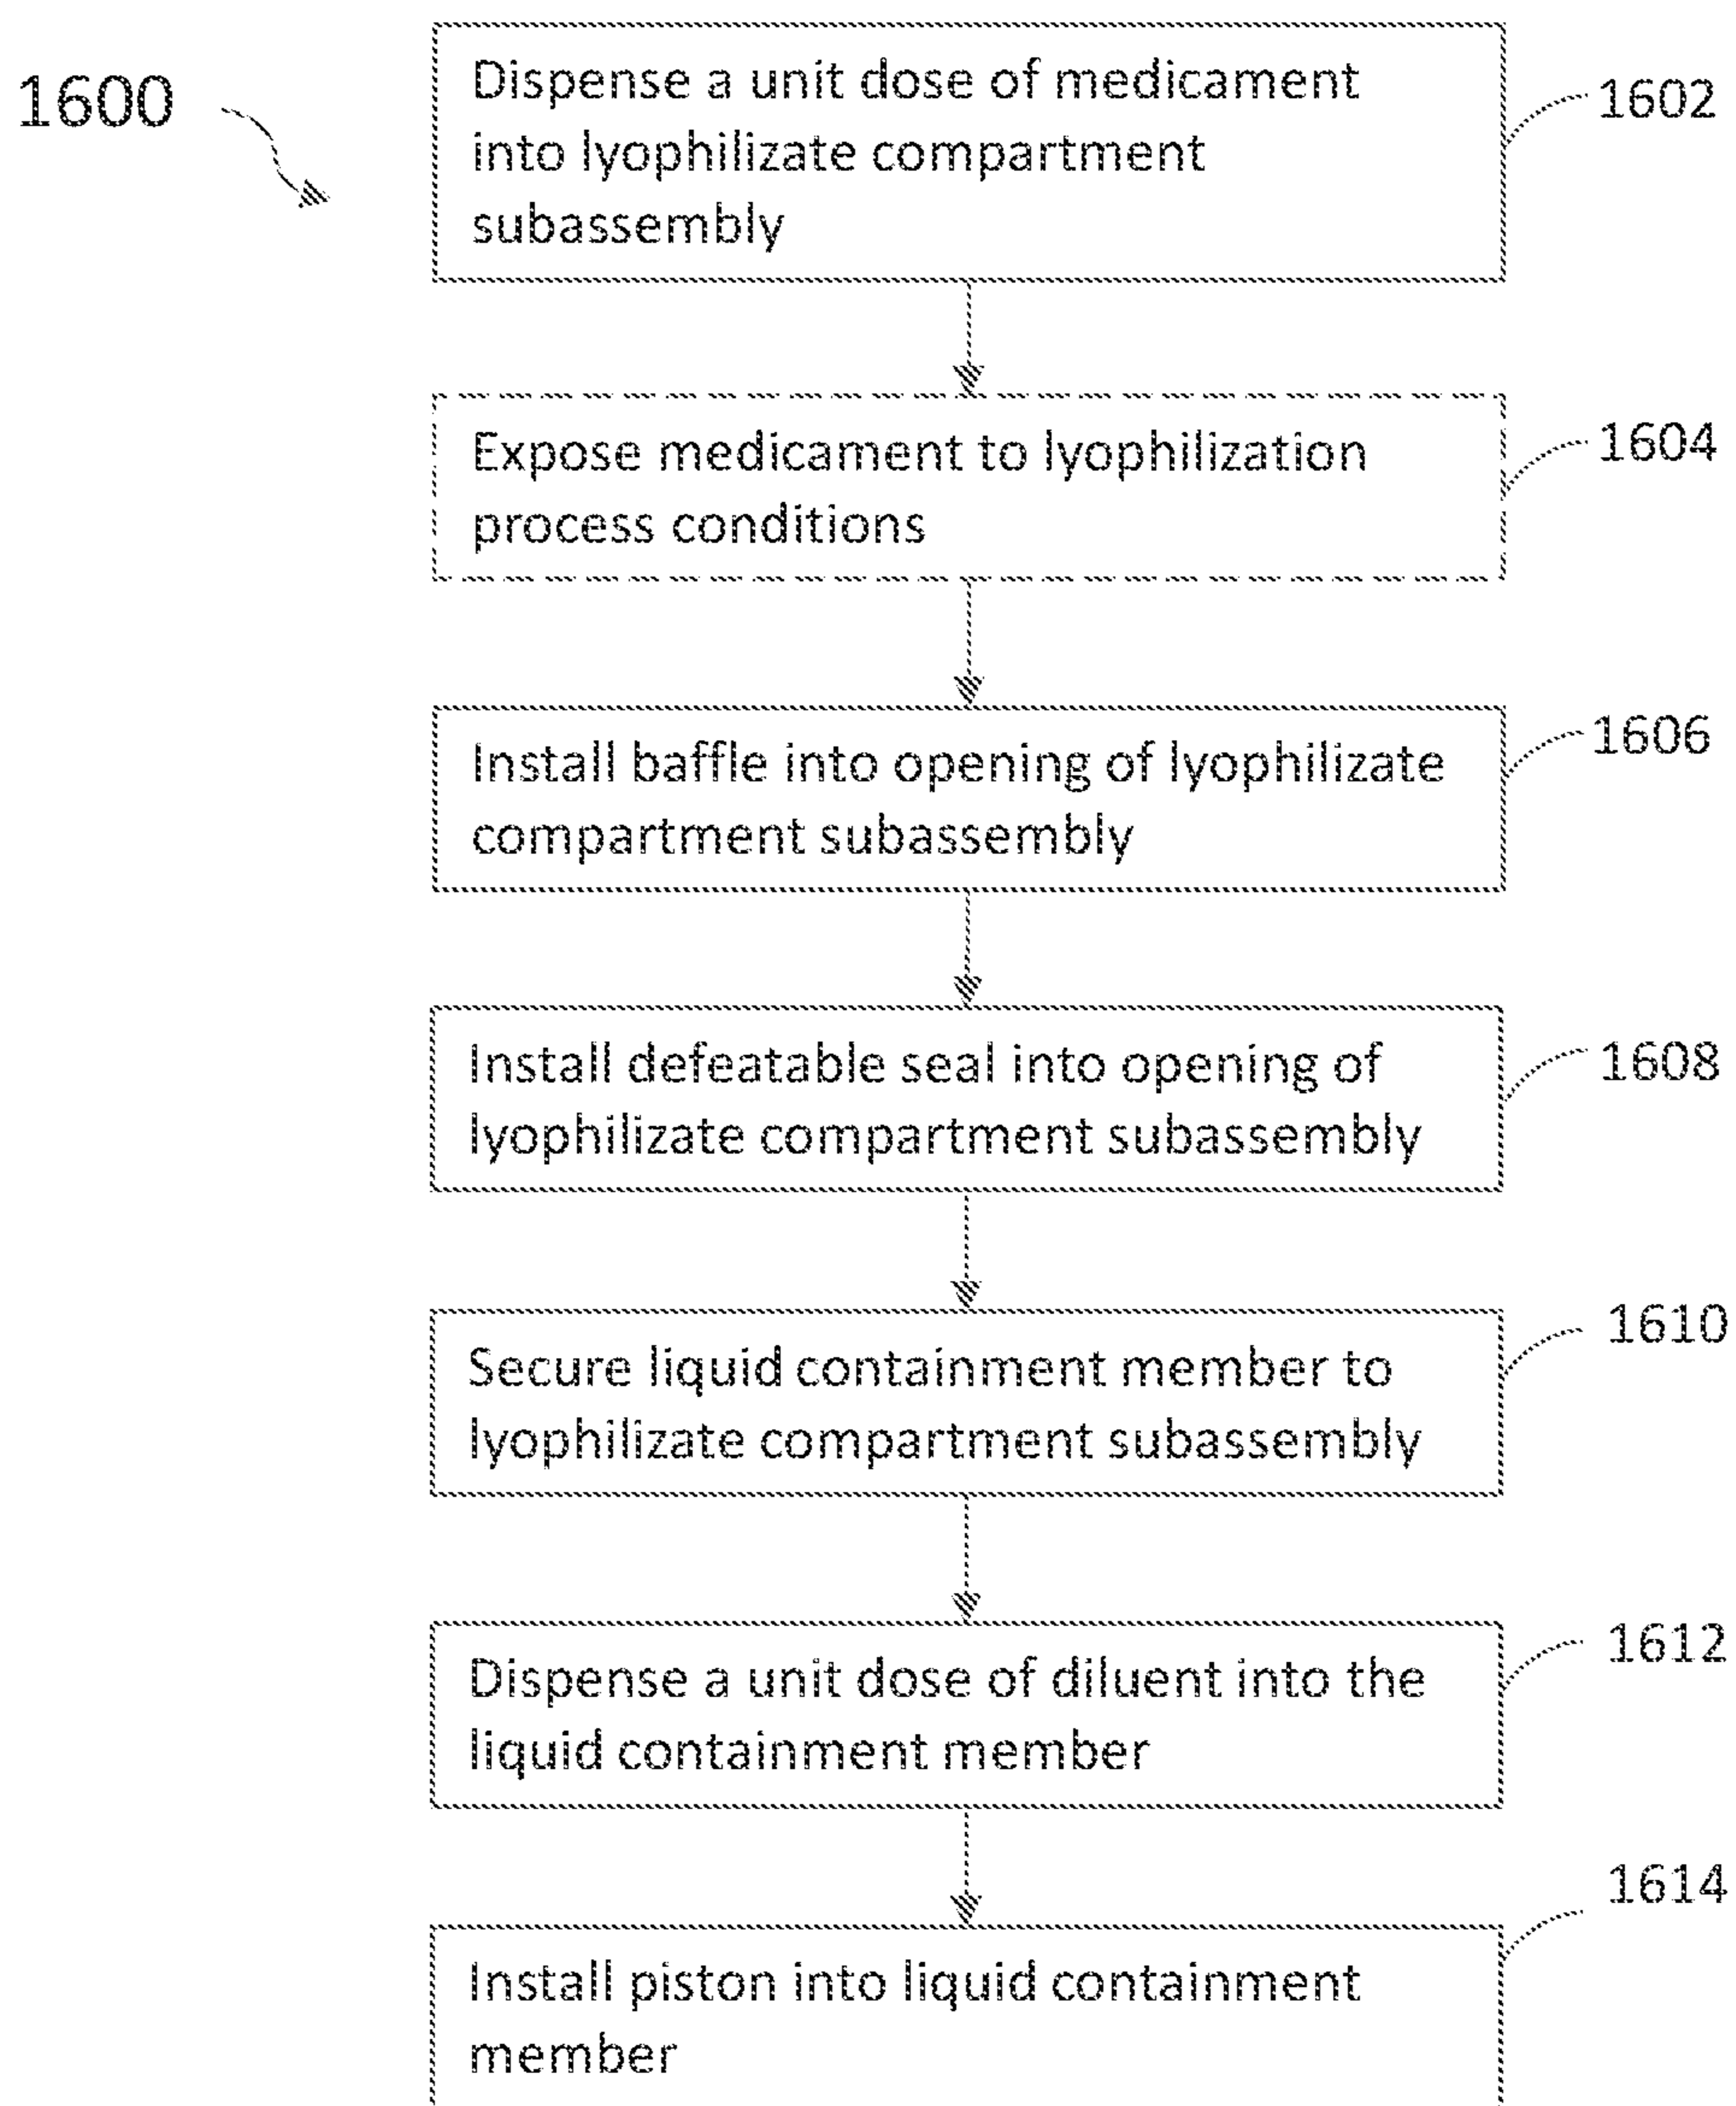 1600
Dispense a unit dose of medicament
into lyophilizate compartment
subassembly
1602
Expose medicament to lyophilization
process conditions
1604
Install baffle into opening of lyophilizate
compartment subassembly
1606
Install defeatable seal into opening of
lyophilizate compartment subassembly
1608
Secure liquid containment member to
lyophilizate compartment subassembly
1610
Dispense a unit dose of diluent into the
liquid containment member
1612
Install piston into liquid containment
member
1614